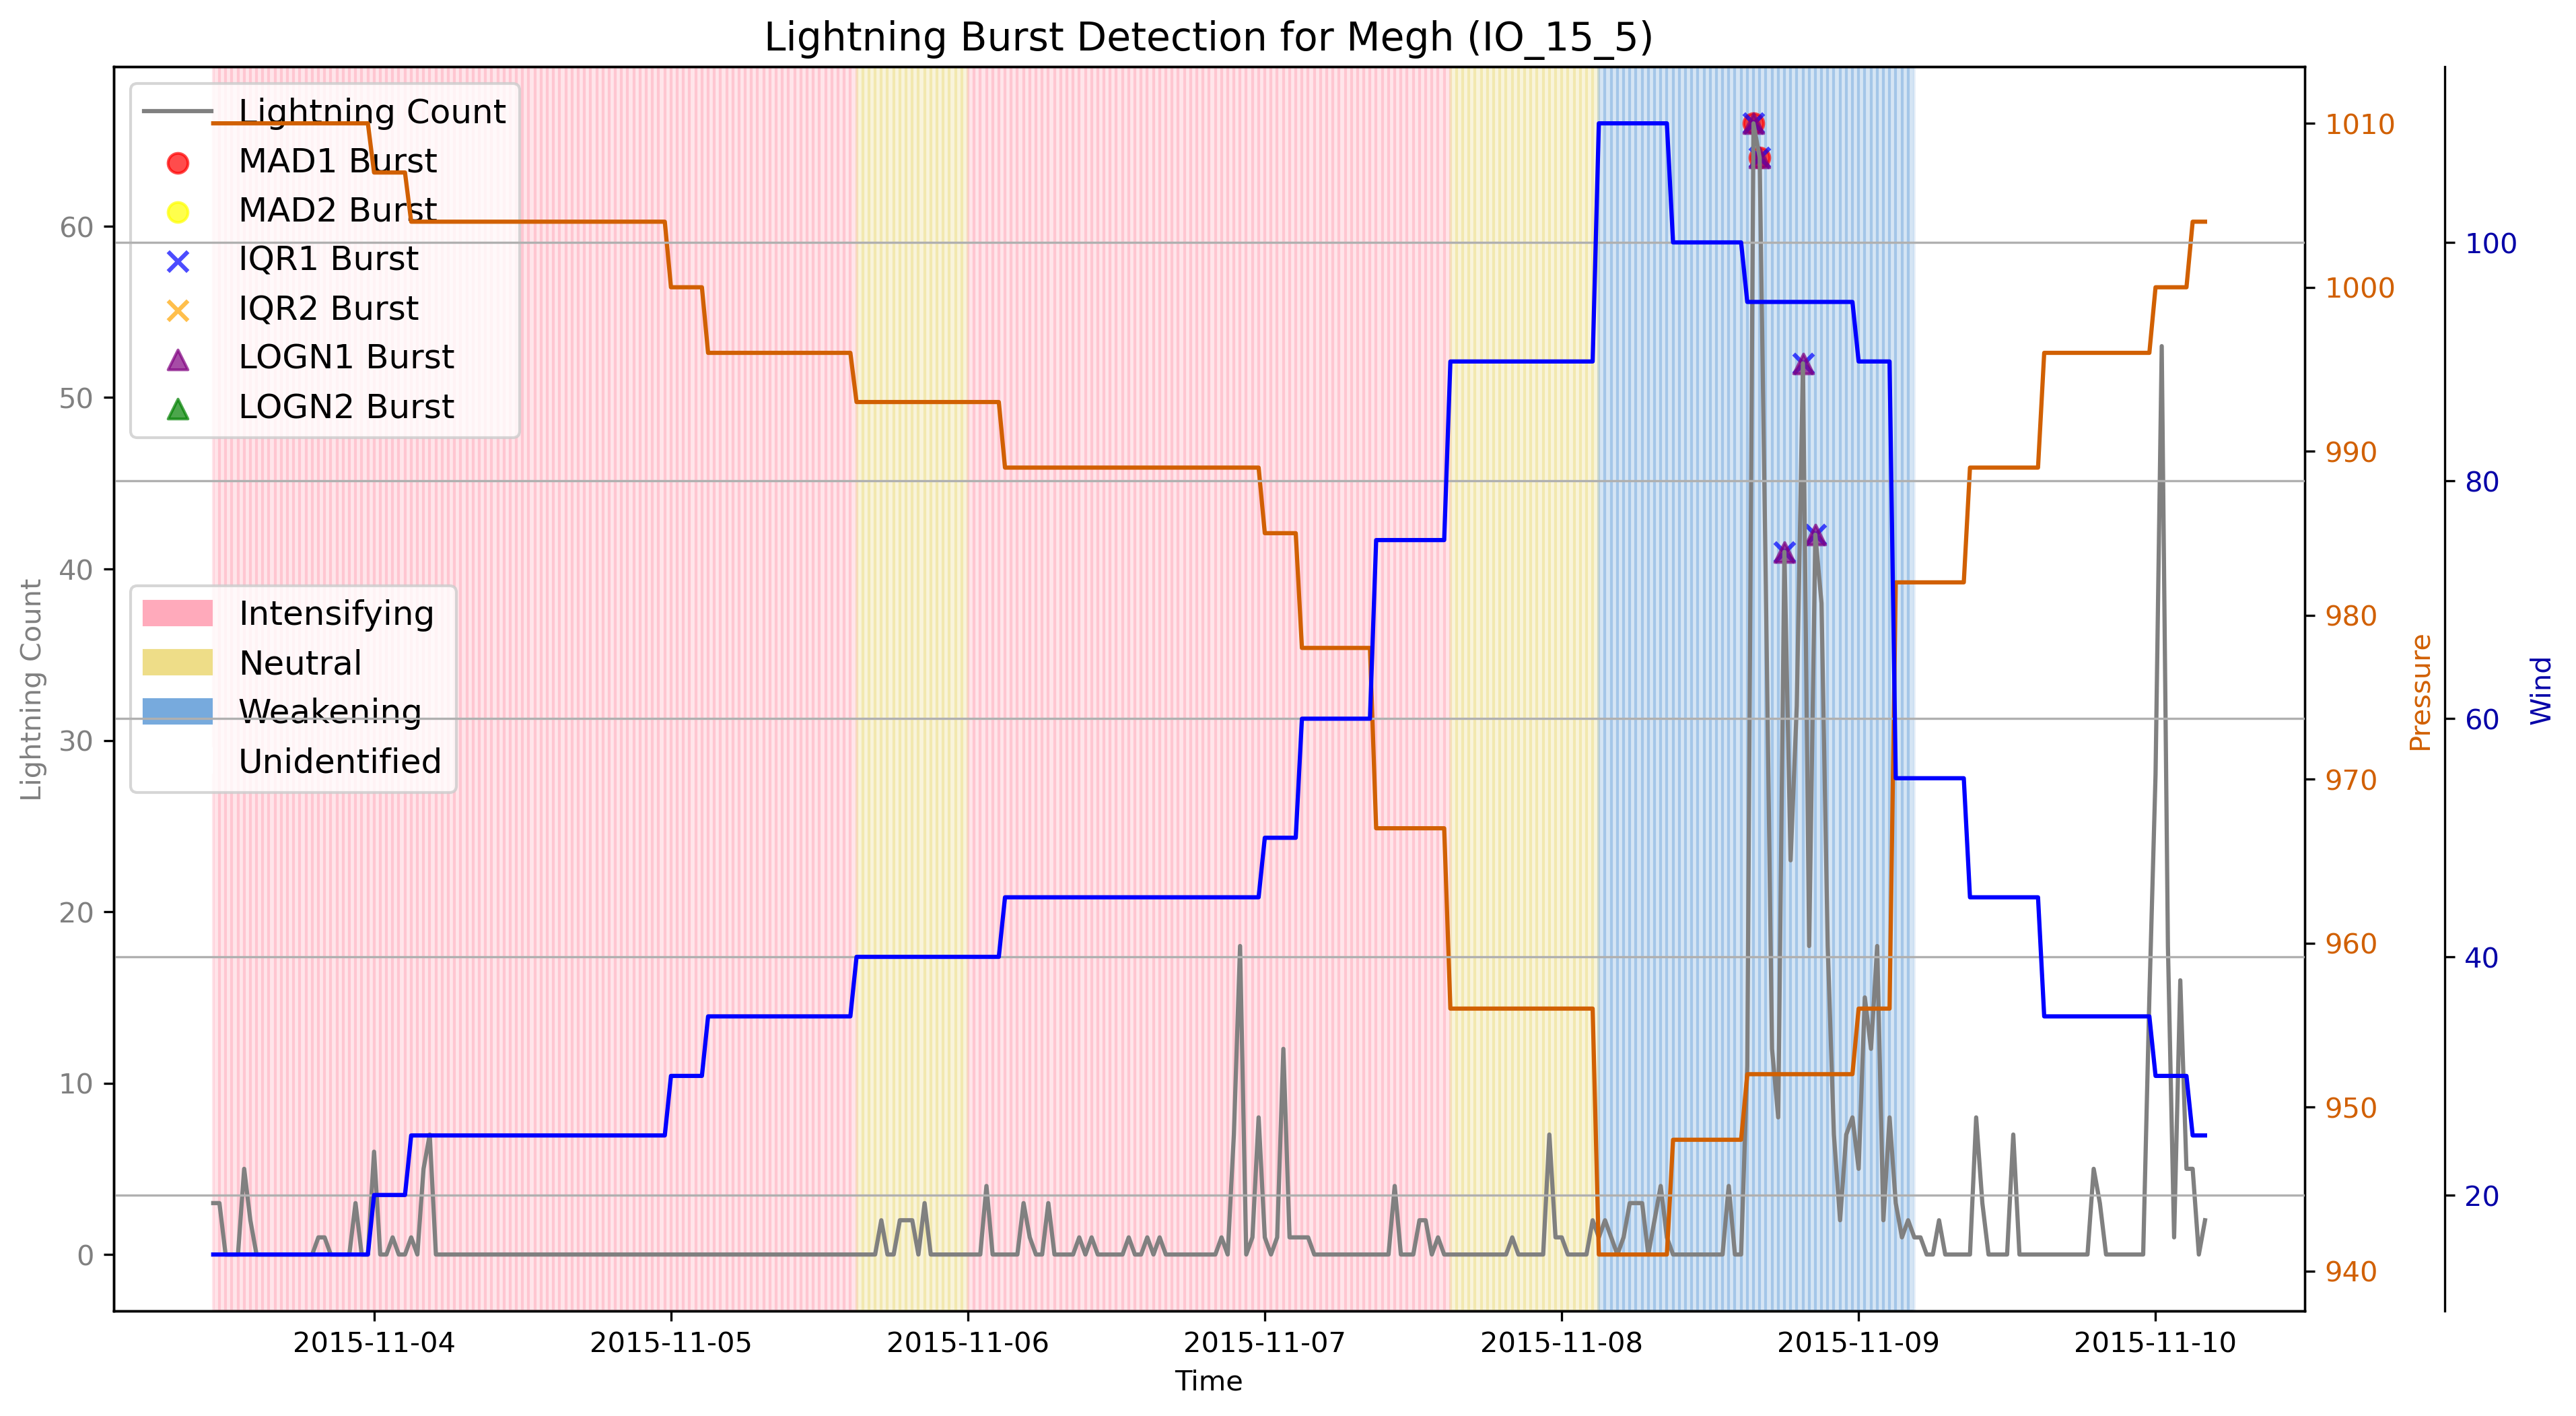 Lightning Burst Detection for Megh (IO_15_5)
Lightning Count
MAD1 Burst
MAD2 Burst
IQR1 Burst
IQR2 Burst
LOGN1 Burst
LOGN2 Burst
Intensifying
Neutral
Weakening
Unidentified
Lightning Count
60
50
40
30
20
10
0
1010
1000
990
980
970
960
950
940
Pressure
100
80
60
40
20
Wind
2015-11-04 2015-11-05 2015-11-06 2015-11-07 2015-11-08 2015-11-09 2015-11-10
Time